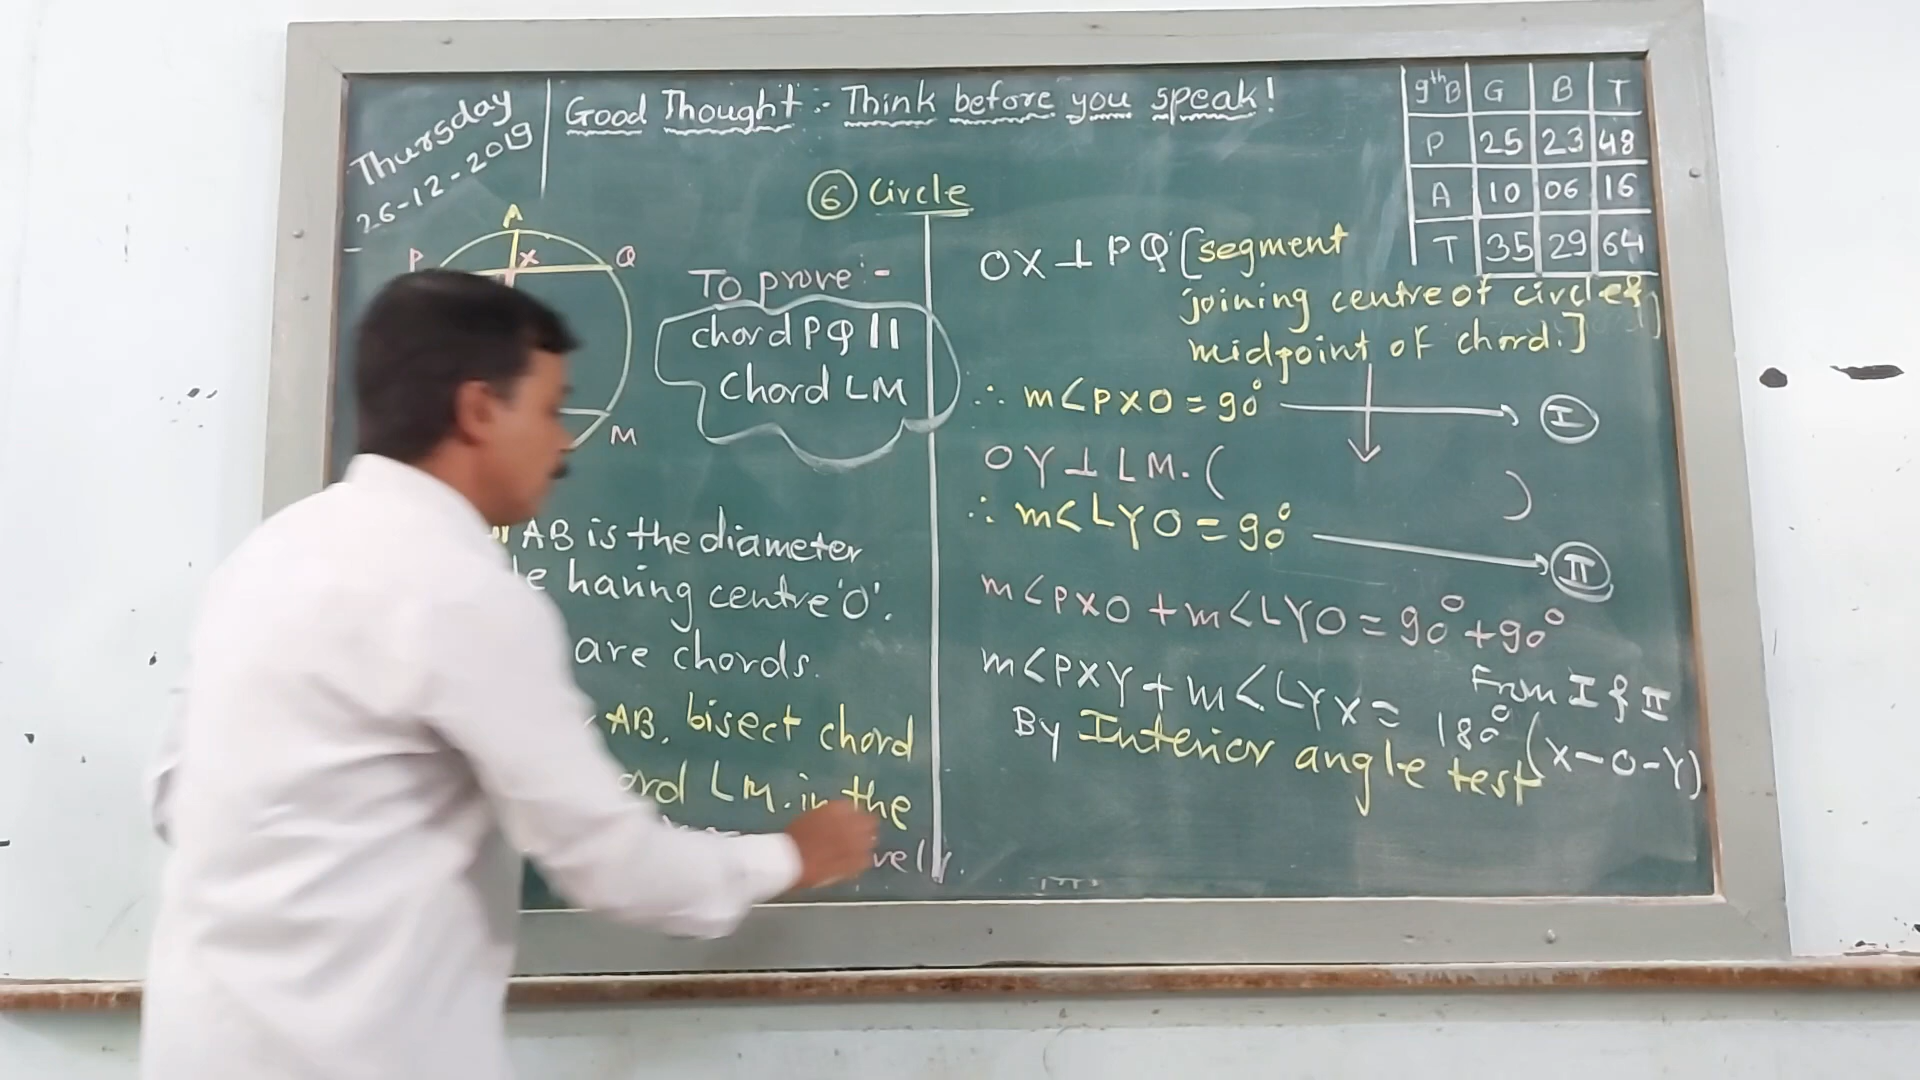 Thursday
26-12-2019
Good Thought :- Think before you speak!
9thB G B T
P 25 23 48
A 10 06 16
T 35 29 64
6 Circle
A
P X Q
M
To prove :-
chord PQ ||
Chord LM
AB is the diameter
having centre 'O'.
are chords.
AB, bisect chord
LM. in the
OX ⊥ PQ [segment
joining centre of circle &
midpoint of chord.]
∴ m<PXO = 90° I
OY ⊥ LM. ( )
∴ m<LYO = 90° II
m<PXO + m<LYO = 90° + 90°
From I & II
m<PXY + m<LYX = 180° (X-O-Y)
By Interior angle test